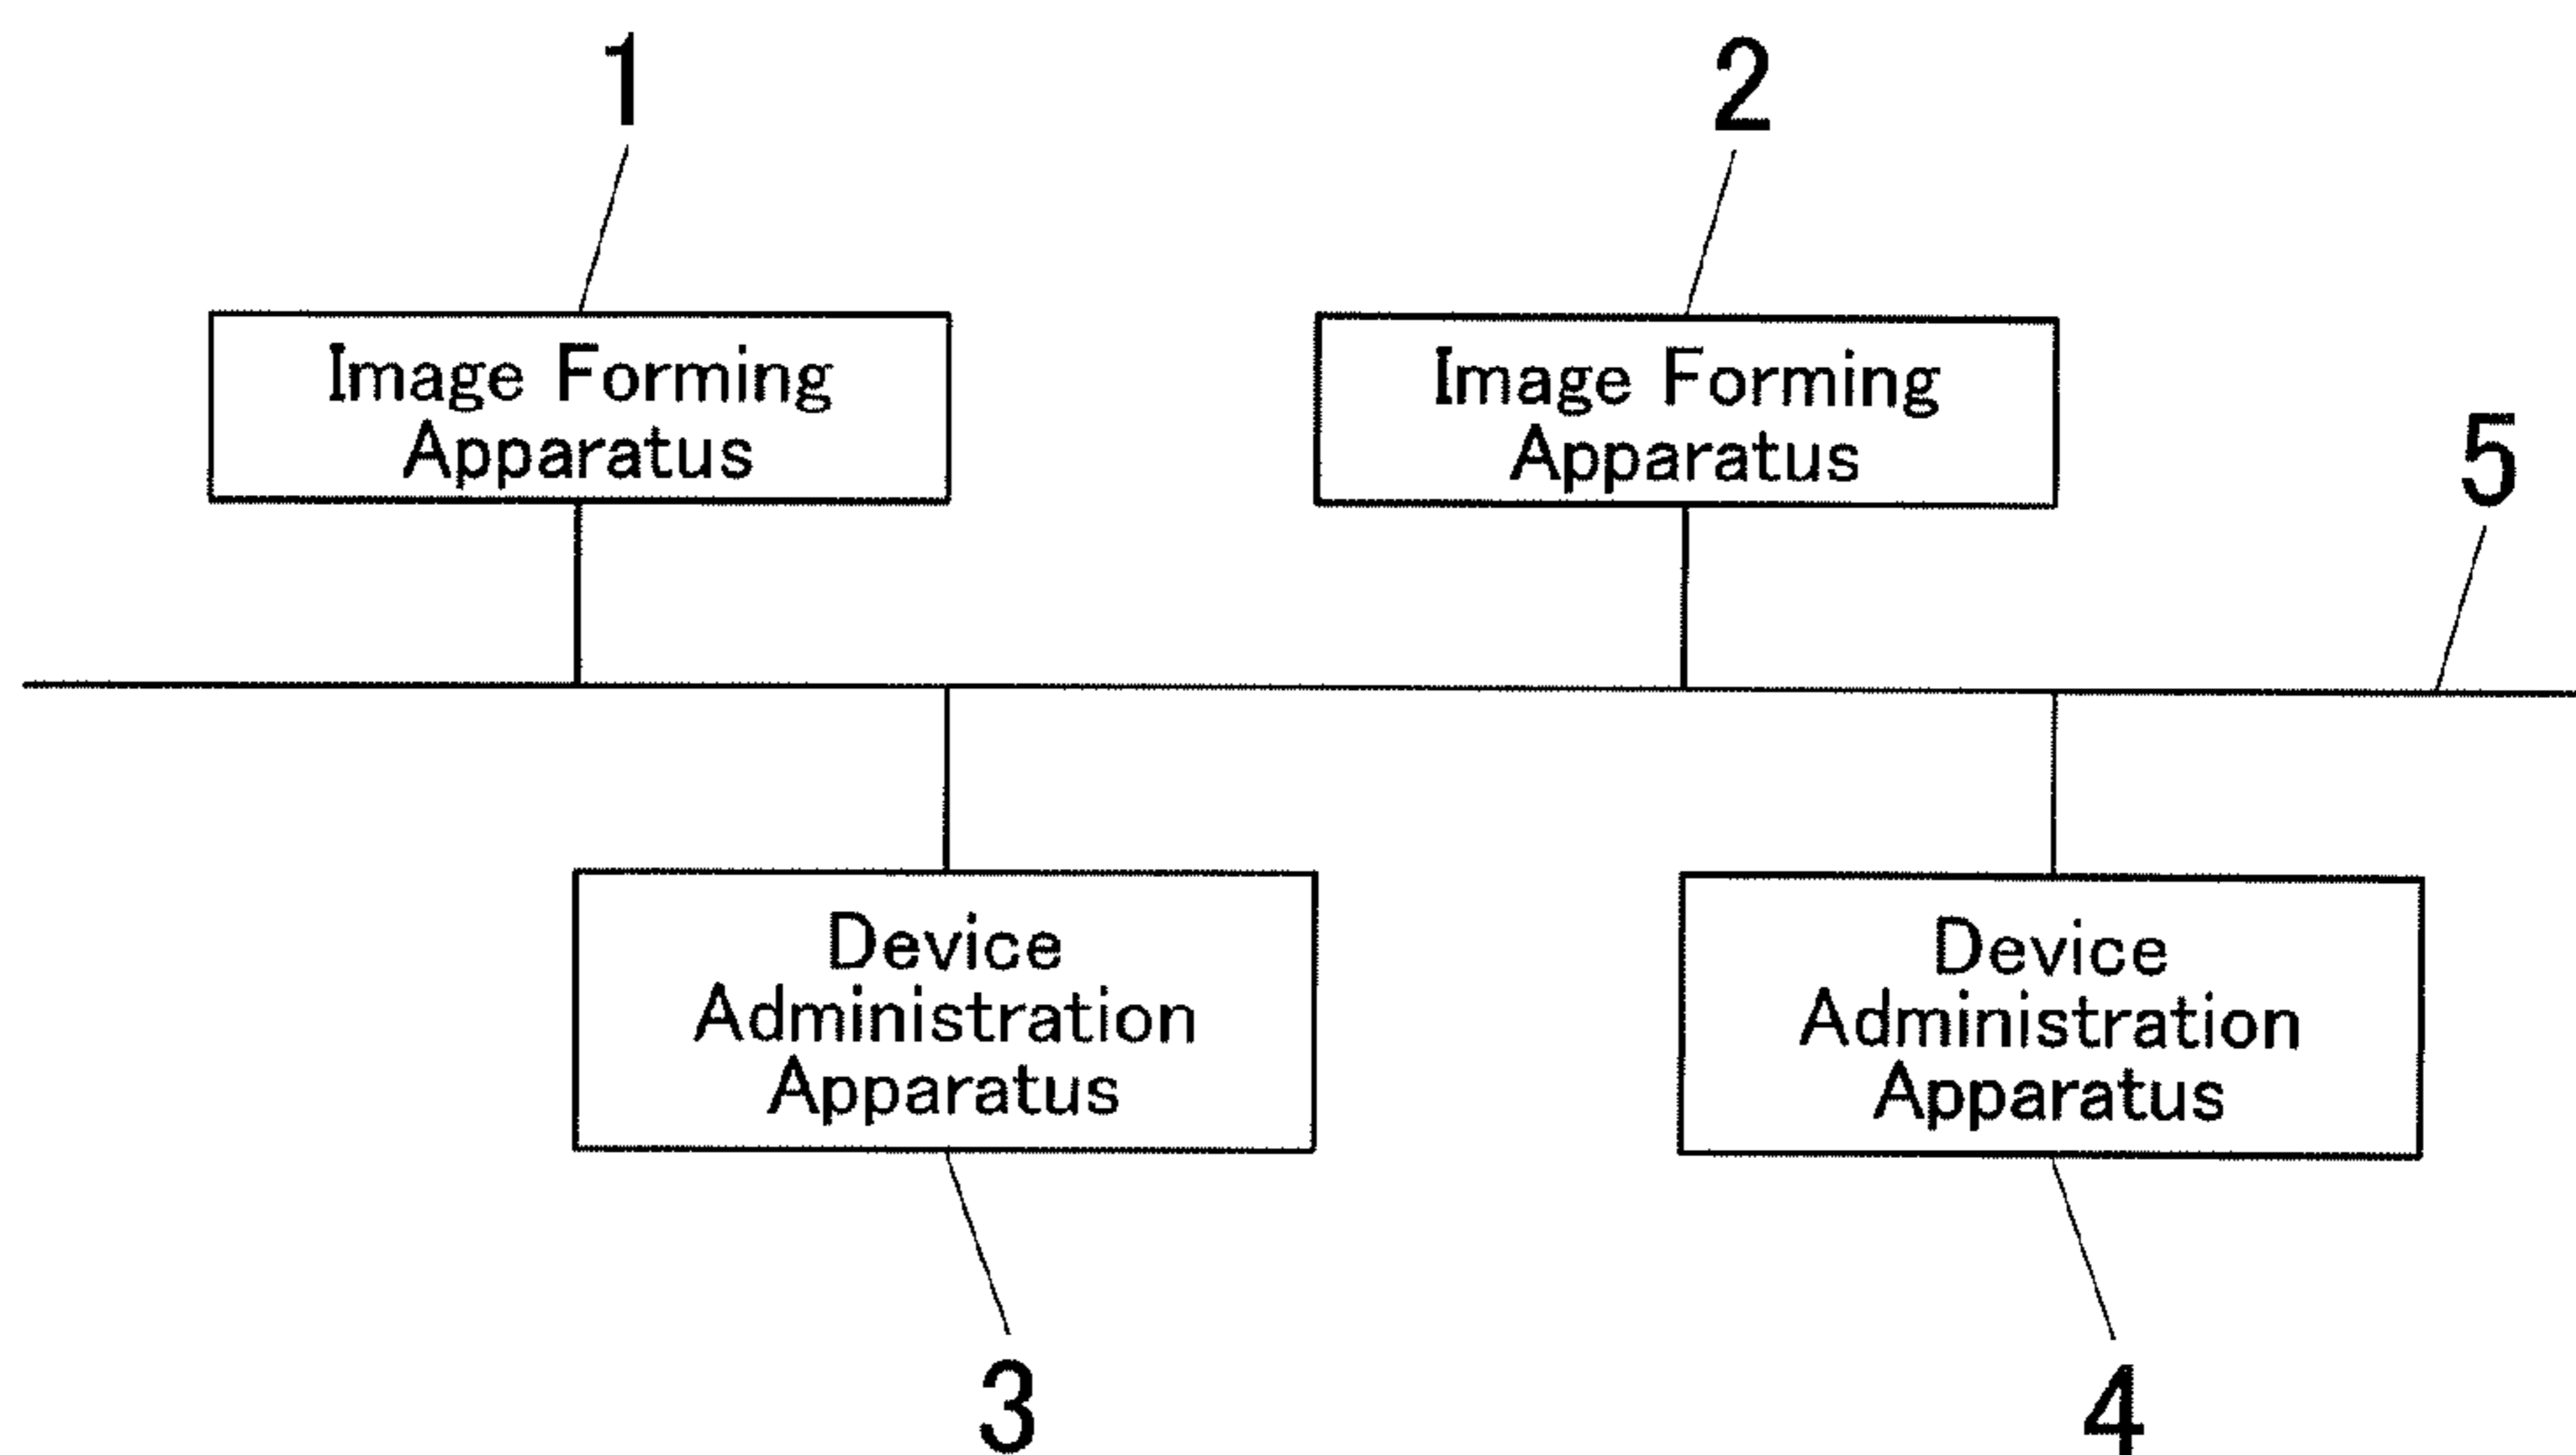 1
2
Image Forming
Apparatus
Image Forming
Apparatus
5
Device
Administration
Apparatus
Device
Administration
Apparatus
3
4